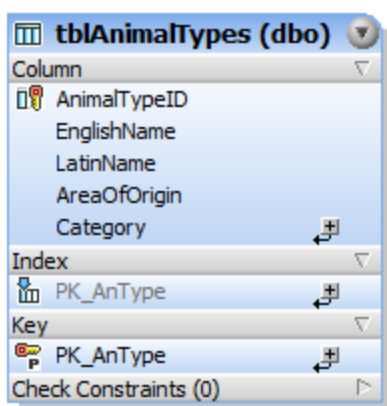 tblAnimalTypes (dbo)
Column
AnimalTypeID
EnglishName
LatinName
AreaOfOrigin
Category
Index
PK_AnType
Key
P PK_AnType
Check Constraints (0)